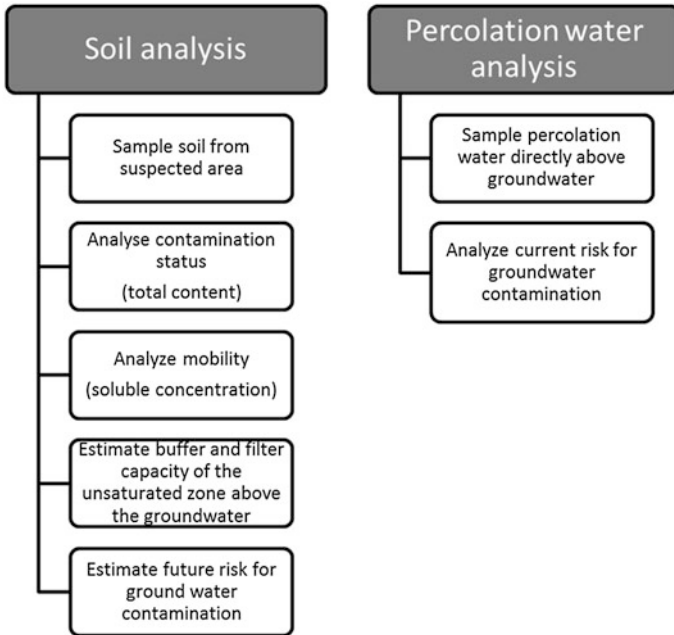 Soil analysis
Sample soil from
suspected area
Analyse contamination
status
(total content)
Analyze mobility
(soluble concentration)
Estimate buffer and filter
capacity of the
unsaturated zone above
the groundwater
Estimate future risk for
ground water
contamination
Percolation water
analysis
Sample percolation
water directly above
groundwater
Analyze current risk for
groundwater
contamination